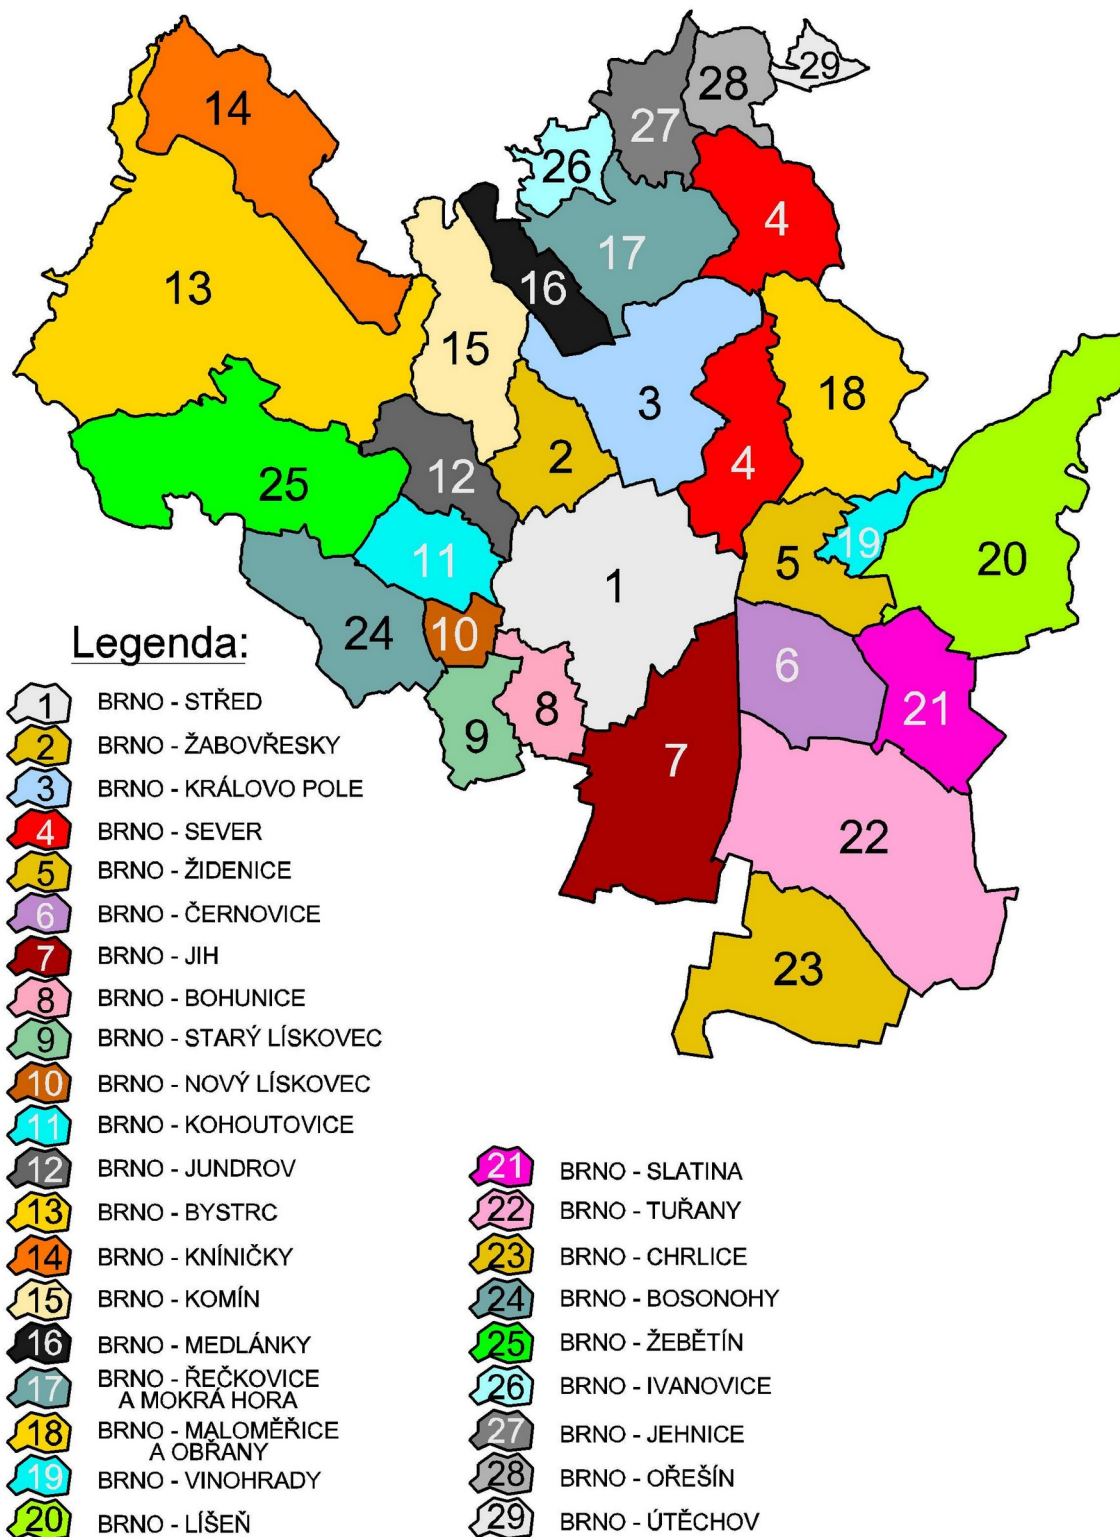 14
28
29
27
26
4
17
13
16
15
3
18
2
12
4
25
19
5
20
11
1
24
10
6
8
21
9
7
22
23
Legenda:
1 BRNO - STŘED
2 BRNO - ŽABOVŘESKY
3 BRNO - KRÁLOVO POLE
4 BRNO - SEVER
5 BRNO - ŽIDENICE
6 BRNO - ČERNOVICE
7 BRNO - JIH
8 BRNO - BOHUNICE
9 BRNO - STARÝ LÍSKOVEC
10 BRNO - NOVÝ LÍSKOVEC
11 BRNO - KOHOUTOVICE
12 BRNO - JUNDROV
13 BRNO - BYSTRC
14 BRNO - KNÍNIČKY
15 BRNO - KOMÍN
16 BRNO - MEDLÁNKY
17 BRNO - ŘEČKOVICE
A MOKRÁ HORA
18 BRNO - MALOMĚŘICE
A OBŘANY
19 BRNO - VINOHRADY
20 BRNO - LÍŠEŇ
21 BRNO - SLATINA
22 BRNO - TUŘANY
23 BRNO - CHRLICE
24 BRNO - BOSONOHY
25 BRNO - ŽEBĚTÍN
26 BRNO - IVANOVICE
27 BRNO - JEHNICE
28 BRNO - OŘEŠÍN
29 BRNO - ÚTĚCHOV